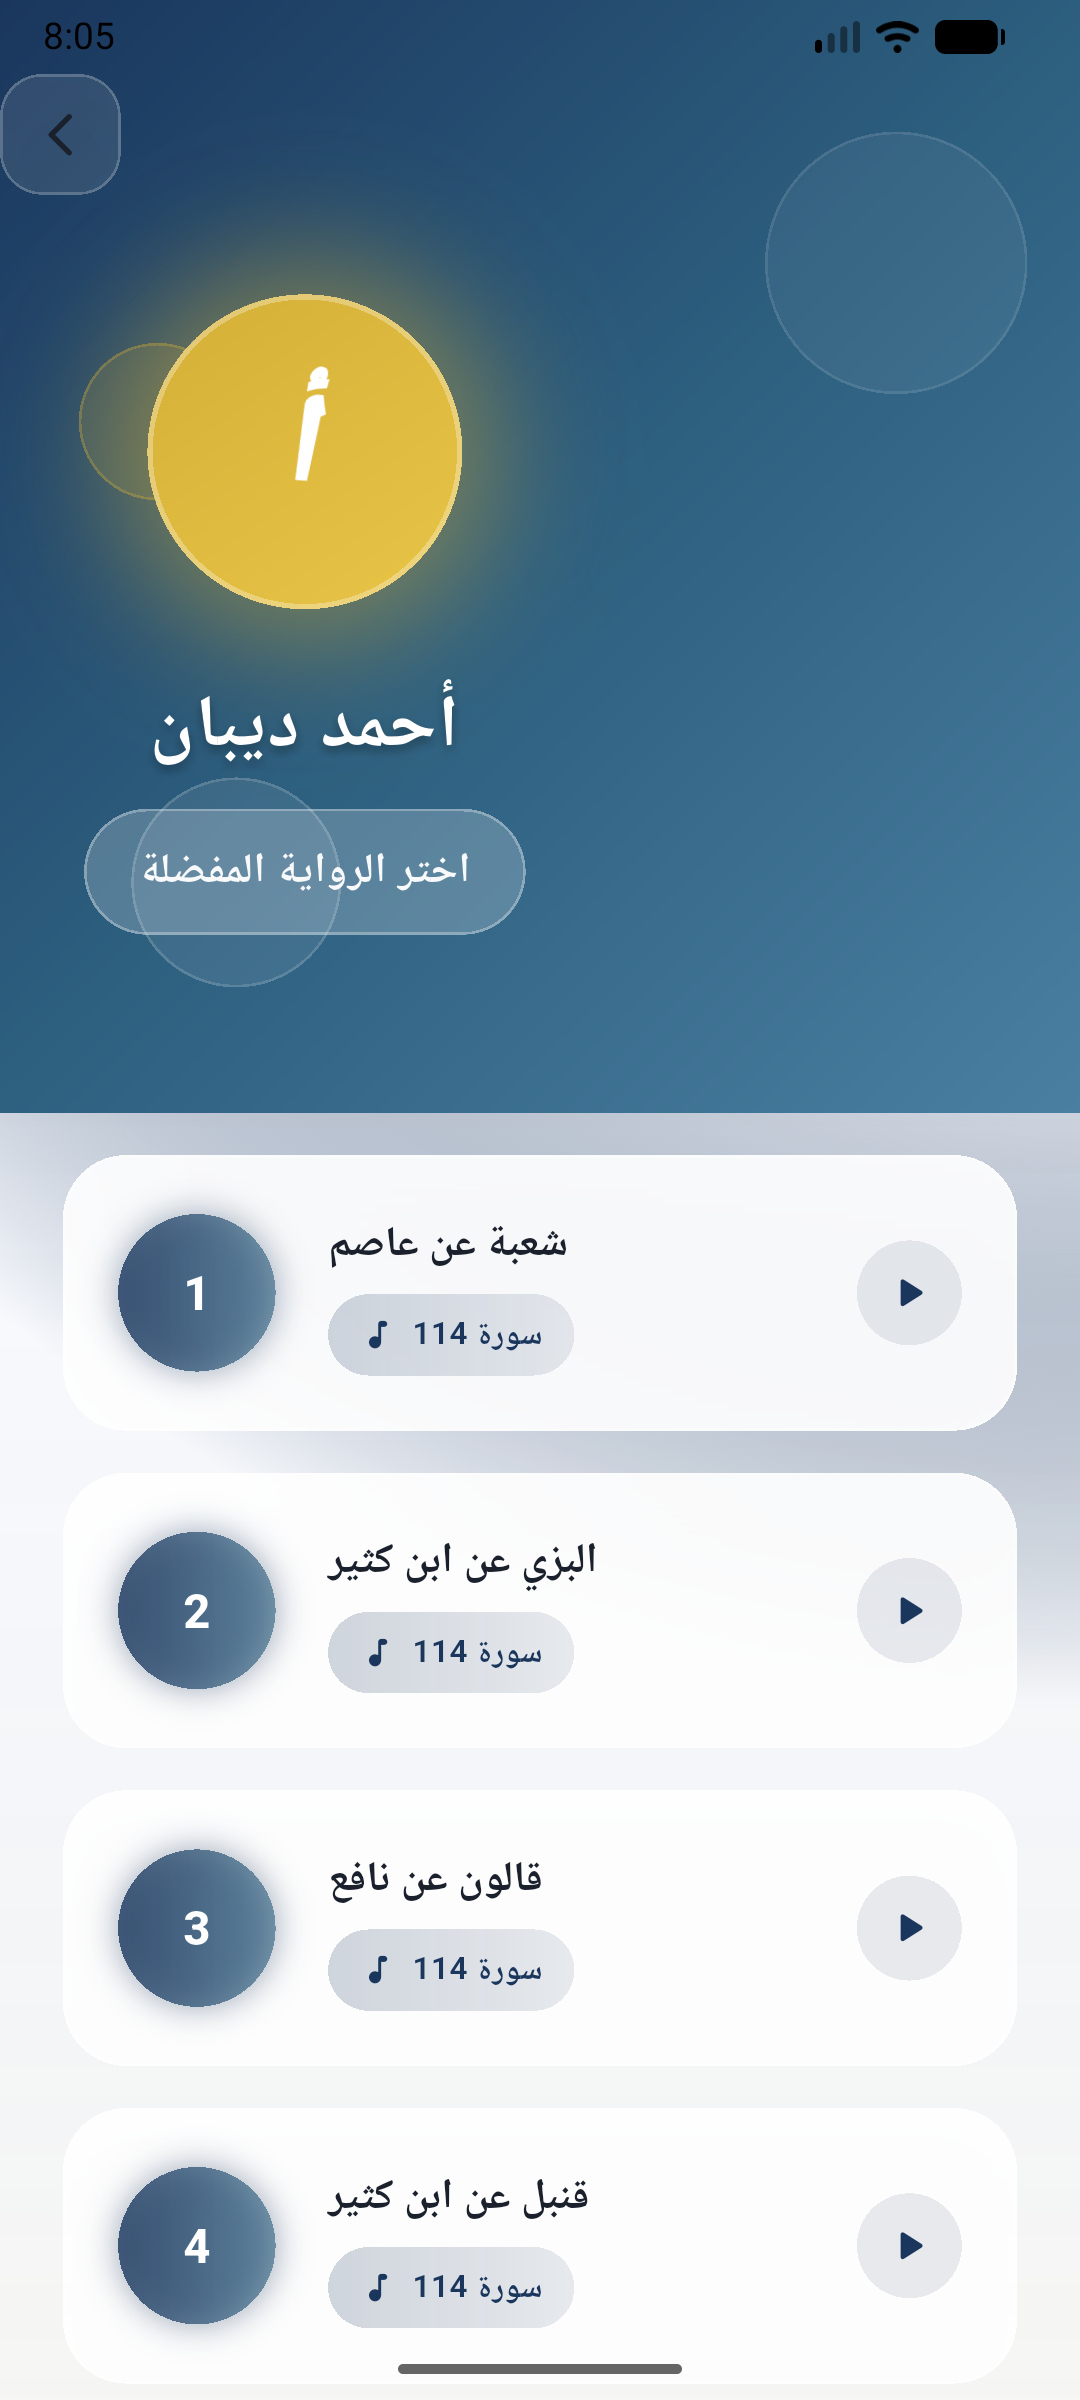 8:05
أ
أحمد ديبان
اختر الرواية المفضلة
1
شعبة عن عاصم
114 سورة
2
البزي عن ابن كثير
114 سورة
3
قالون عن نافع
114 سورة
4
قنبل عن ابن كثير
114 سورة